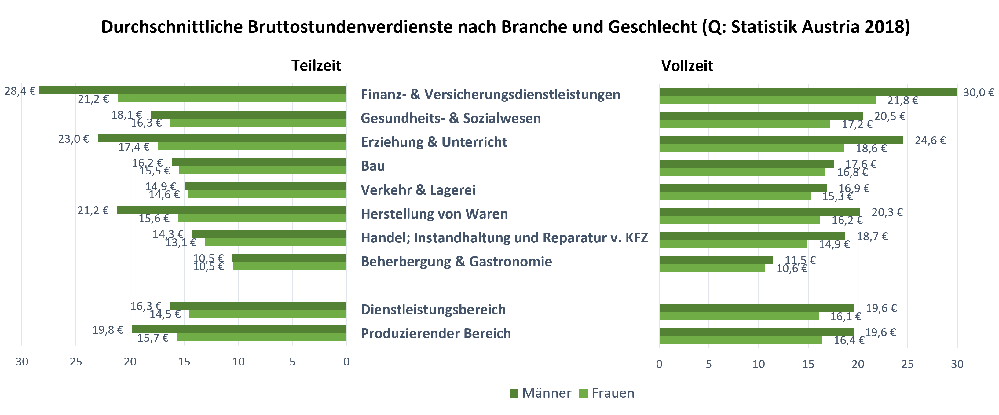 Durchschnittliche Bruttostundenverdienste nach Branche und Geschlecht (Q: Statistik Austria 2018)
Teilzeit
Vollzeit
28,4 €
21,2 €
Finanz- & Versicherungsdienstleistungen
30,0 €
21,8 €
18,1 €
16,3 €
Gesundheits- & Sozialwesen
20,5 €
17,2 €
23,0 €
17,4 €
Erziehung & Unterricht
24,6 €
18,6 €
16,2 €
15,5 €
Bau
17,6 €
16,8 €
14,9 €
14,6 €
Verkehr & Lagerei
16,9 €
15,3 €
21,2 €
15,6 €
Herstellung von Waren
20,3 €
16,2 €
14,3 €
13,1 €
Handel; Instandhaltung und Reparatur v. KFZ
18,7 €
14,9 €
10,5 €
10,5 €
Beherbergung & Gastronomie
11,5 €
10,6 €
16,3 €
14,5 €
Dienstleistungsbereich
19,6 €
16,1 €
19,8 €
15,7 €
Produzierender Bereich
19,6 €
16,4 €
30 25 20 15 10 5 0
0 5 10 15 20 25 30
Männer Frauen